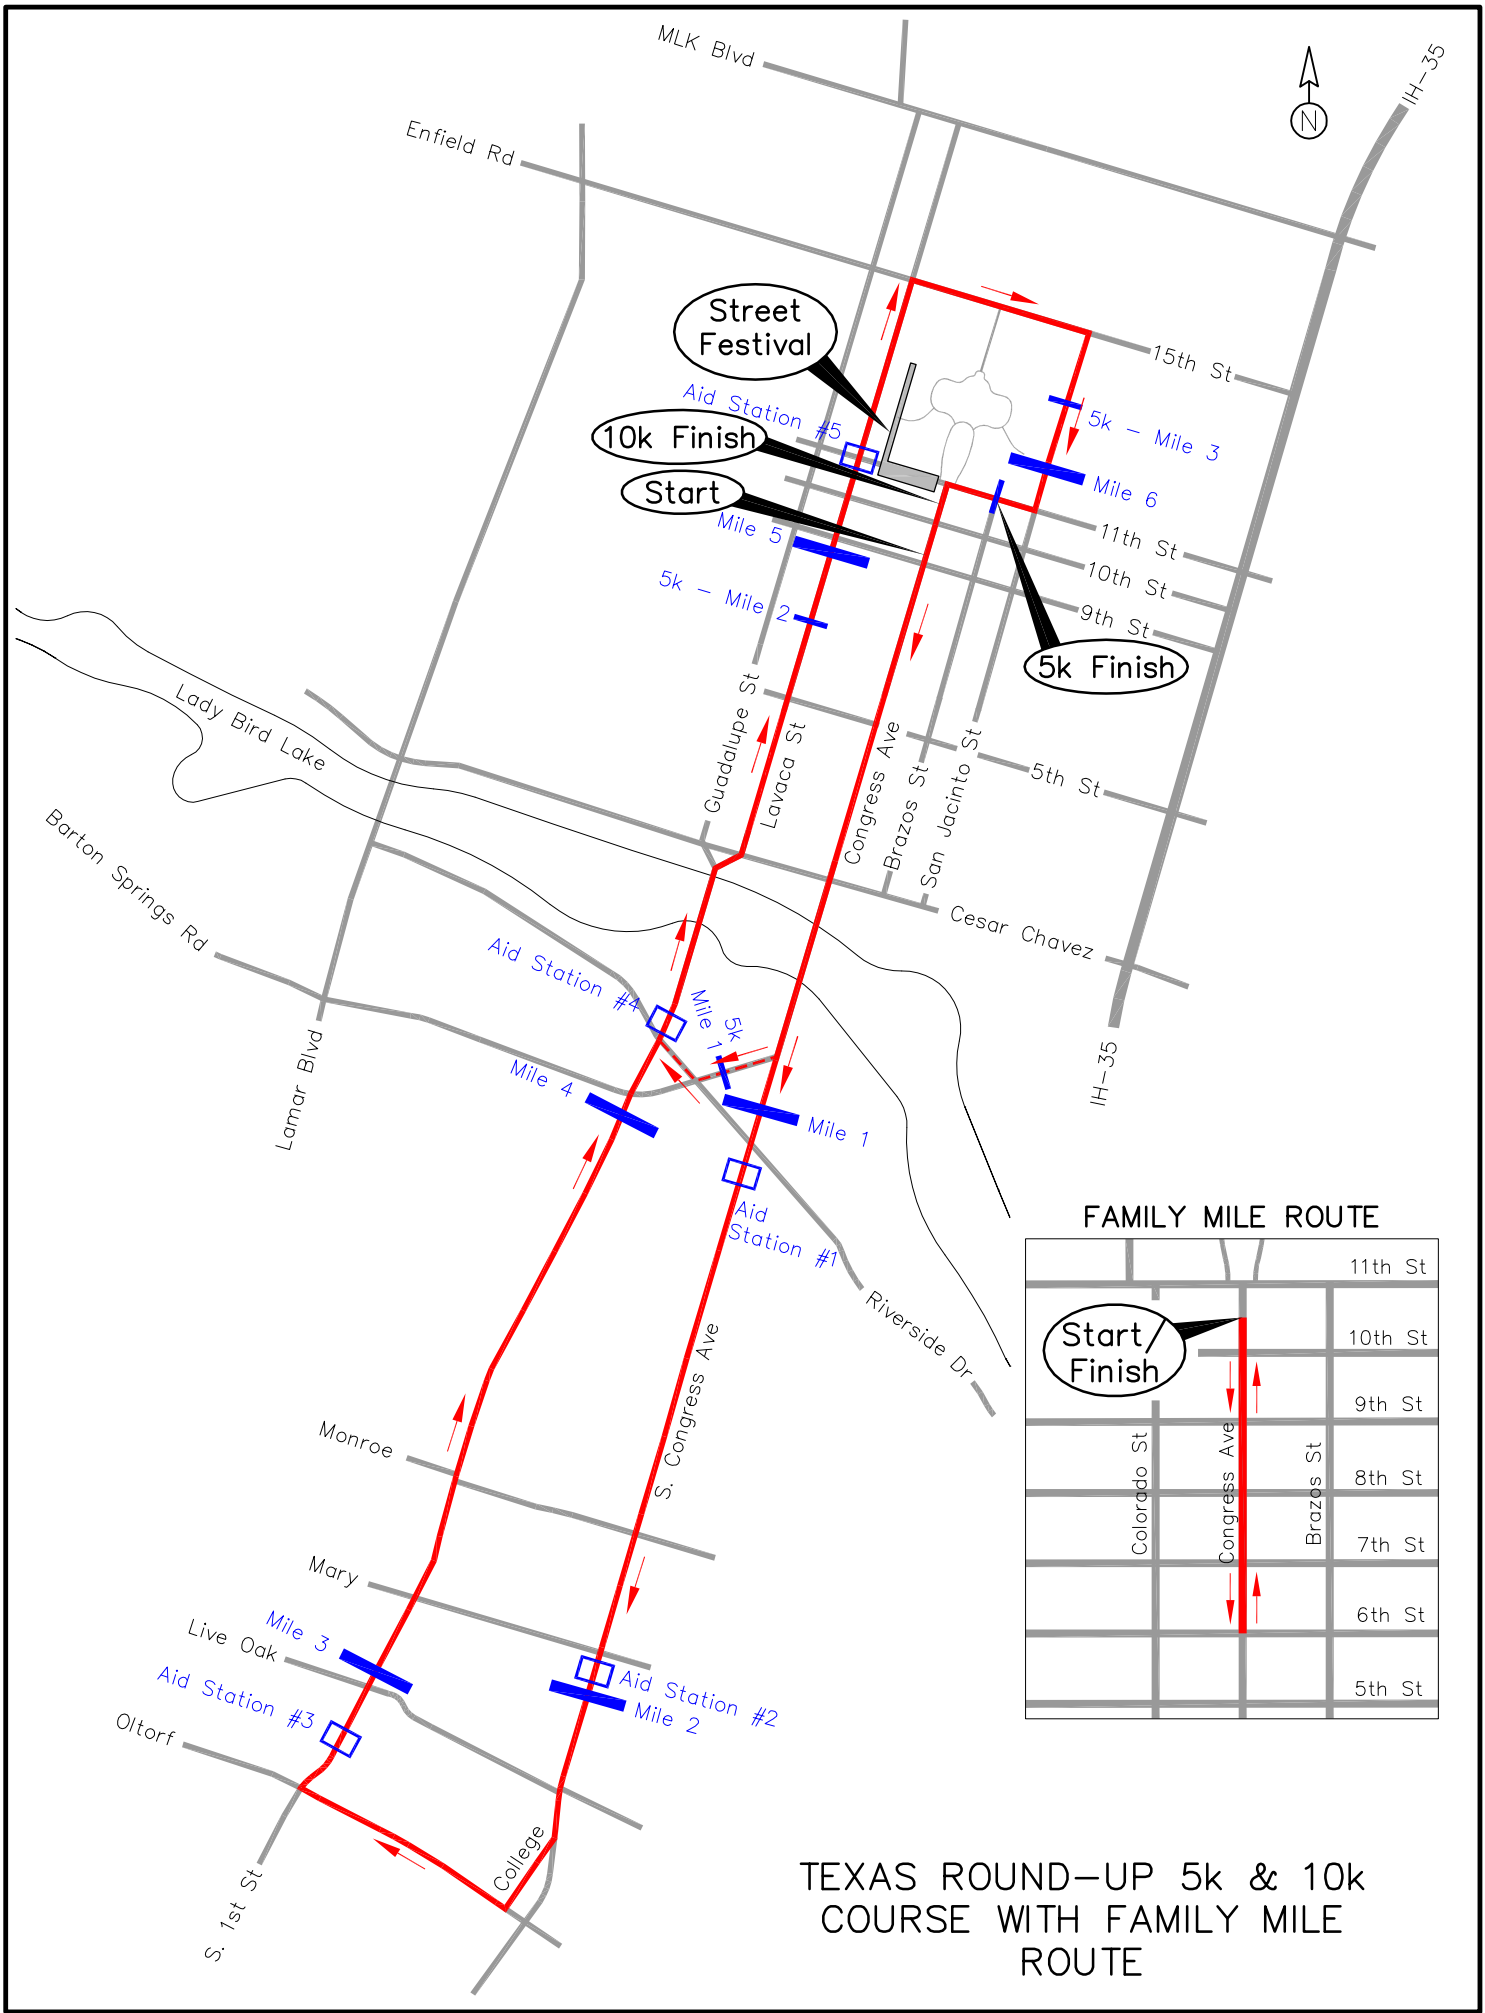 MLK Blvd
IH-35
N
Enfield Rd
Street
Festival
15th St
Aid Station #5
5k - Mile 3
10k Finish
Start
Mile 6
Mile 5
11th St
10th St
5k - Mile 2
9th St
5k Finish
Lady Bird Lake
Guadalupe St
Lavaca St
Congress Ave
Brazos St
San Jacinto St
5th St
Barton Springs Rd
Cesar Chavez
Aid Station #4
5k
Mile 1
IH-35
Lamar Blvd
Mile 4
Mile 1
Aid
Station #1
Riverside Dr
S. Congress Ave
Monroe
Mary
Mile 3
Live Oak
Aid Station #3
Aid Station #2
Mile 2
Oltorf
College
S. 1st St
FAMILY MILE ROUTE
11th St
Start/
Finish
10th St
9th St
Colorado St
Congress Ave
Brazos St
8th St
7th St
6th St
5th St
TEXAS ROUND-UP 5k & 10k
COURSE WITH FAMILY MILE
ROUTE